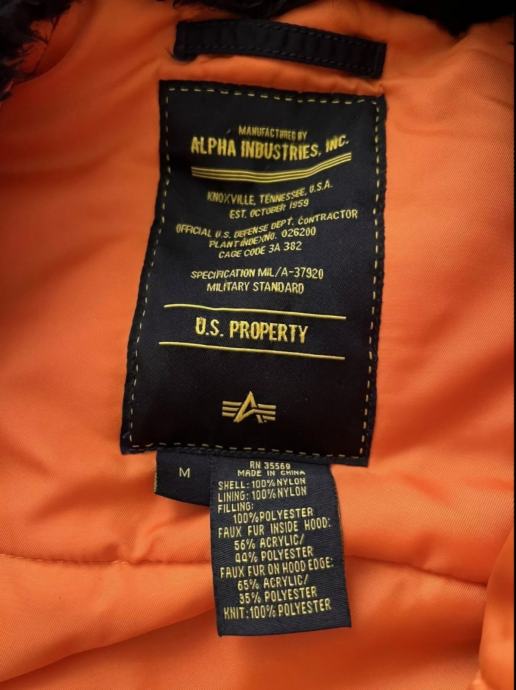 MANUFACTURED BY
ALPHA INDUSTRIES, INC.
KNOXVILLE, TENNESSEE, U.S.A.
EST. OCTOBER 1959
OFFICIAL U.S. DEFENSE DEPT. CONTRACTOR
PLANT INDEX NO. 026200
CAGE CODE 3A 382
SPECIFICATION MIL/A-37920
MILITARY STANDARD
U.S. PROPERTY
M
RN 35569
MADE IN CHINA
SHELL: 100% NYLON
LINING: 100% NYLON
FILLING:
100% POLYESTER
FAUX FUR INSIDE HOOD:
56% ACRYLIC/
44% POLYESTER
FAUX FUR ON HOOD EDGE:
65% ACRYLIC/
35% POLYESTER
KNIT: 100% POLYESTER